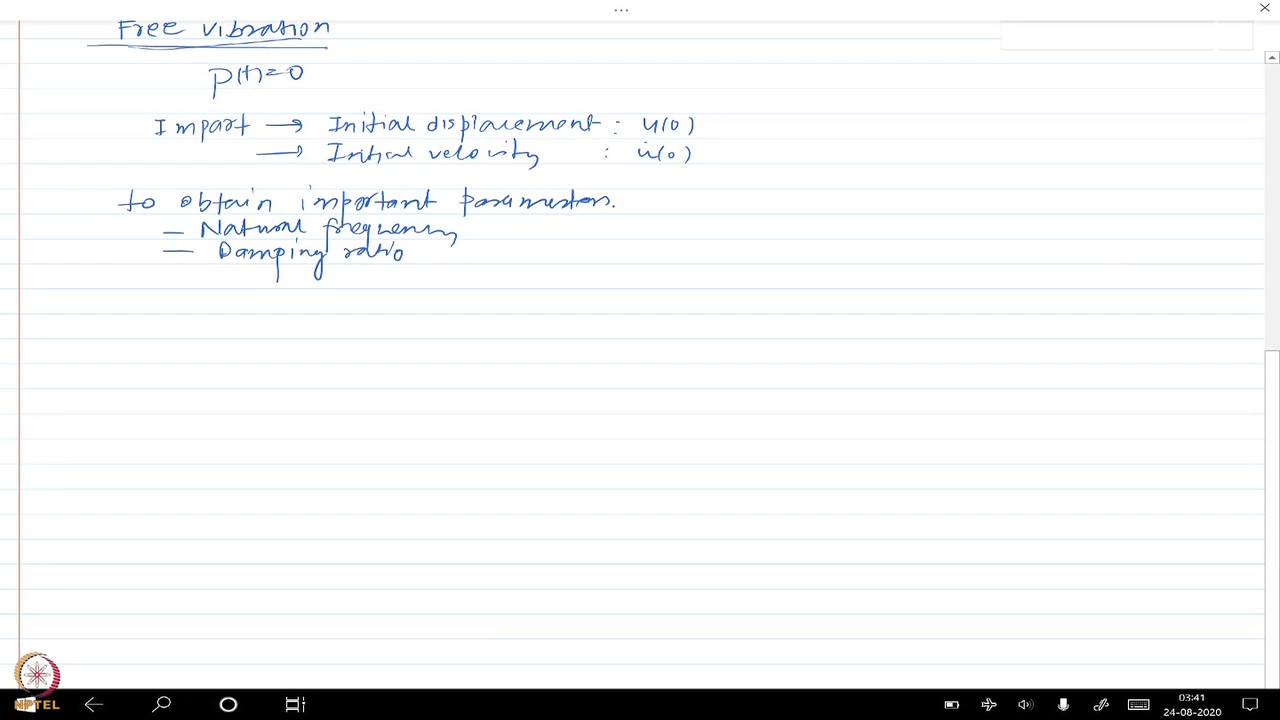 Free vibration
P(t)=0
Impart → Initial displacement : u(0)
→ Initial velocity : u̇(0)
to obtain important parameters.
— Natural frequency
— Damping ratio
NPTEL
03:41
24-08-2020